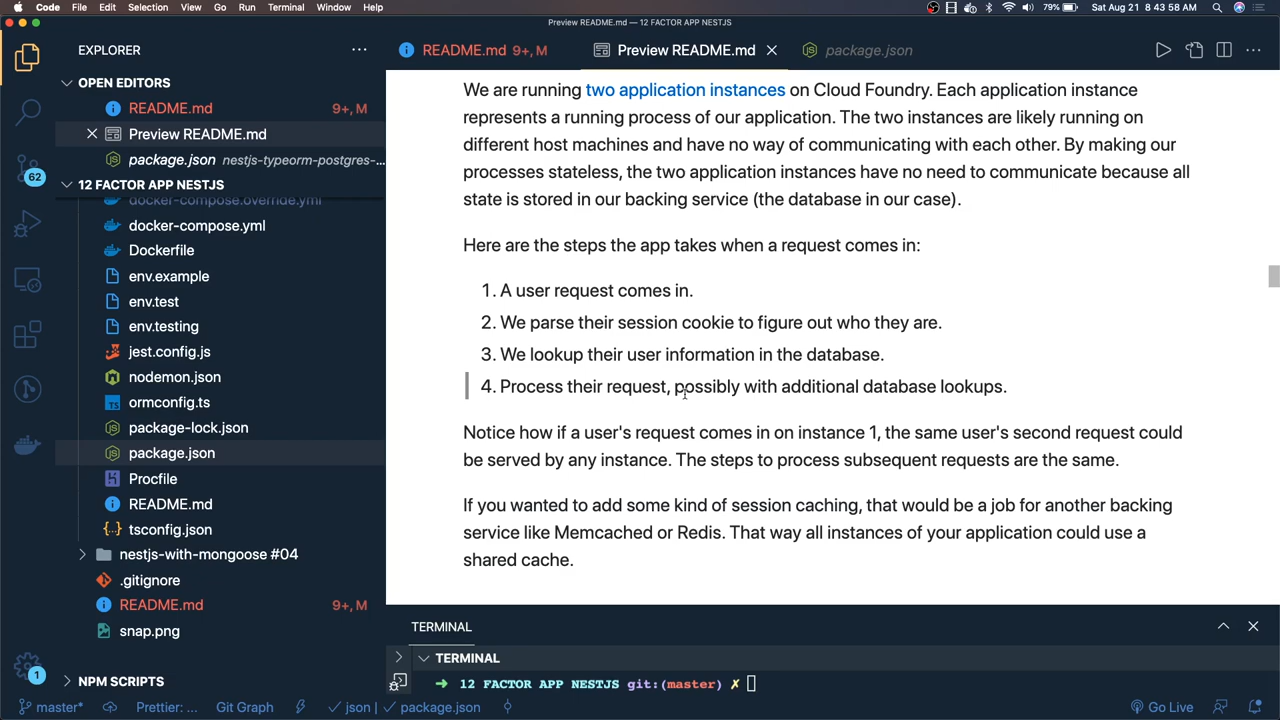 Code File Edit Selection View Go Run Terminal Window Help 79% Sat Aug 21 8:43:58 AM
Preview README.md — 12 FACTOR APP NESTJS
EXPLORER
README.md 9+, M Preview README.md package.json
OPEN EDITORS
README.md 9+, M
Preview README.md
package.json nestjs-typeorm-postgres-...
12 FACTOR APP NESTJS
docker-compose.override.yml
docker-compose.yml
Dockerfile
env.example
env.test
env.testing
jest.config.js
nodemon.json
ormconfig.ts
package-lock.json
package.json
Procfile
README.md
tsconfig.json
nestjs-with-mongoose #04
.gitignore
README.md 9+, M
snap.png
NPM SCRIPTS
62
1
We are running two application instances on Cloud Foundry. Each application instance
represents a running process of our application. The two instances are likely running on
different host machines and have no way of communicating with each other. By making our
processes stateless, the two application instances have no need to communicate because all
state is stored in our backing service (the database in our case).
Here are the steps the app takes when a request comes in:
1. A user request comes in.
2. We parse their session cookie to figure out who they are.
3. We lookup their user information in the database.
4. Process their request, possibly with additional database lookups.
Notice how if a user's request comes in on instance 1, the same user's second request could
be served by any instance. The steps to process subsequent requests are the same.
If you wanted to add some kind of session caching, that would be a job for another backing
service like Memcached or Redis. That way all instances of your application could use a
shared cache.
TERMINAL
TERMINAL
➜ 12 FACTOR APP NESTJS git:(master) ✗
master* Prettier: ... Git Graph json package.json Go Live